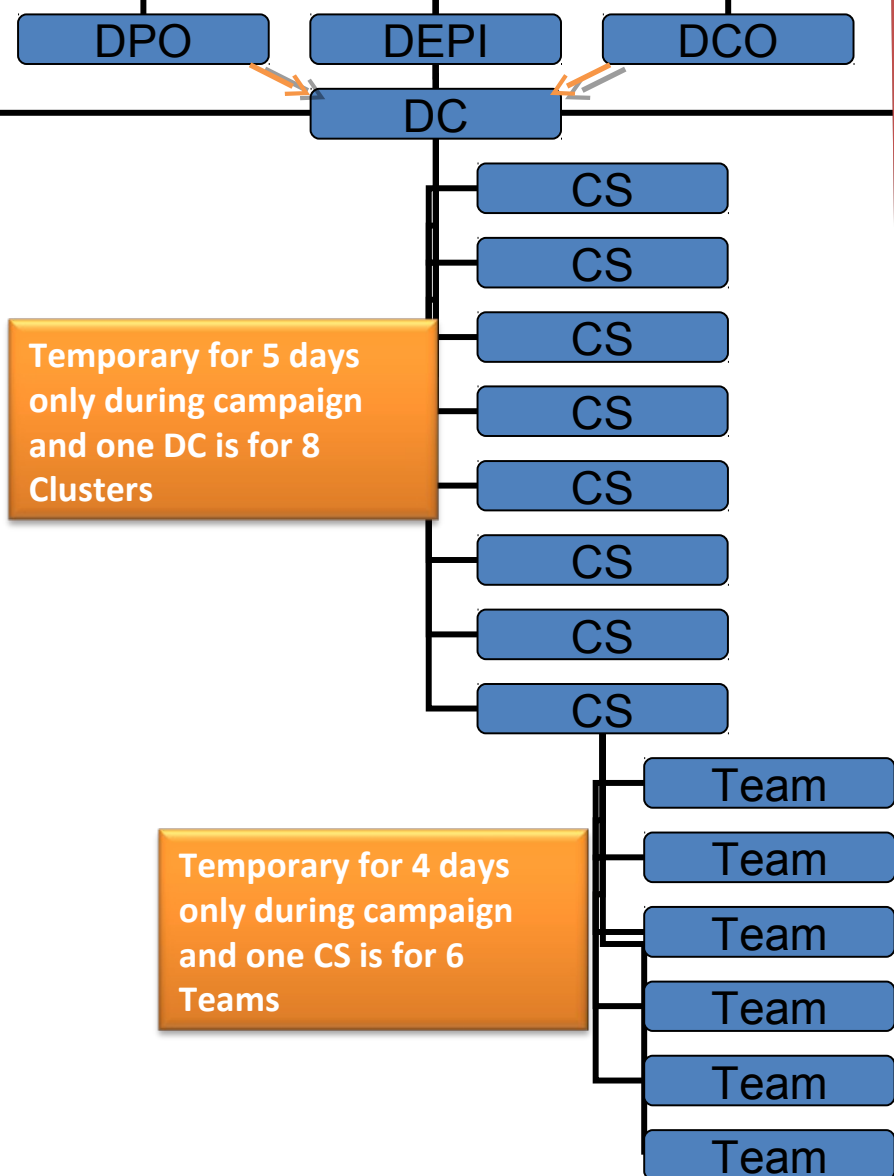 DPO DEPI DCO
DC
CS
CS
CS
Temporary for 5 days
only during campaign
and one DC is for 8
Clusters
CS
CS
CS
CS
CS
Team
Temporary for 4 days
only during campaign
and one CS is for 6
Teams
Team
Team
Team
Team
Team